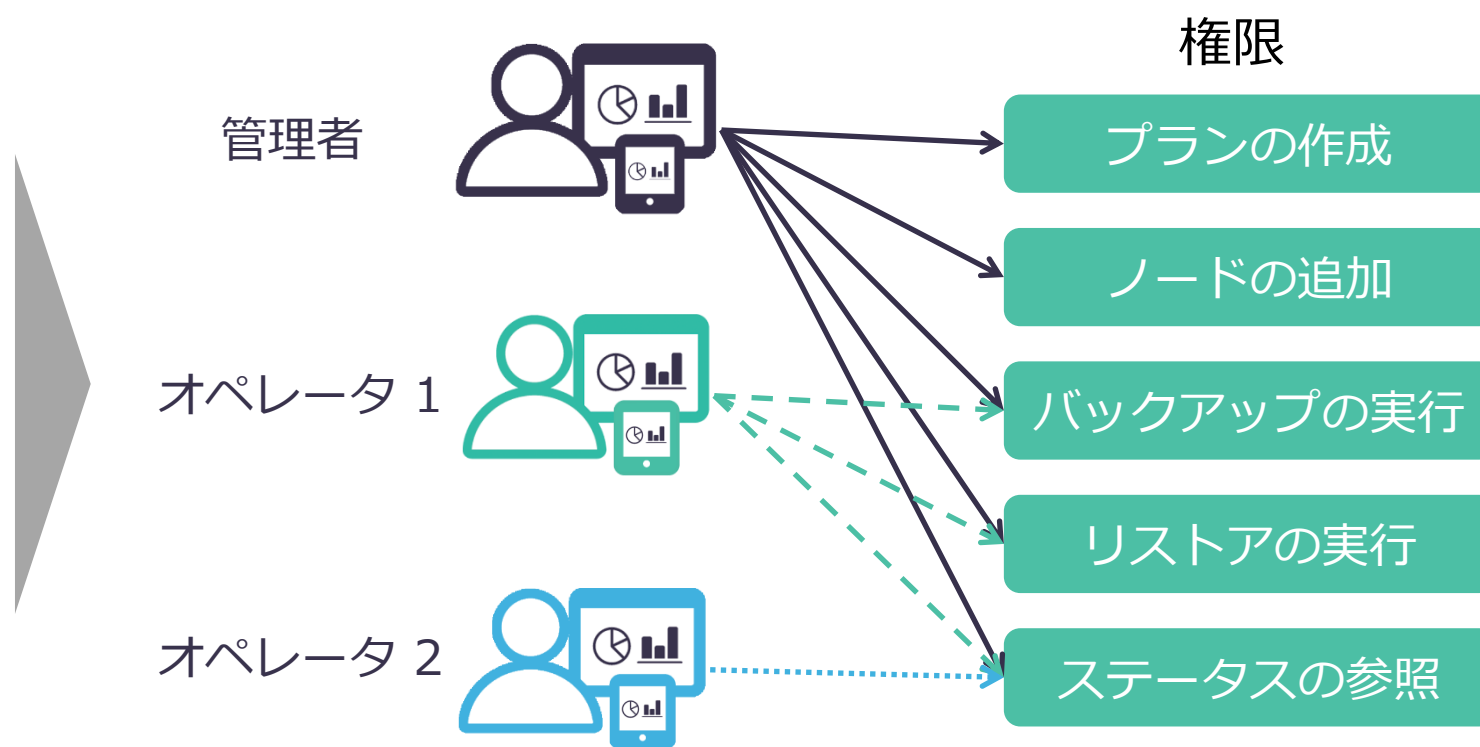 権限
管理者
プランの作成
ノードの追加
オペレータ 1
バックアップの実行
リストアの実行
オペレータ 2
ステータスの参照